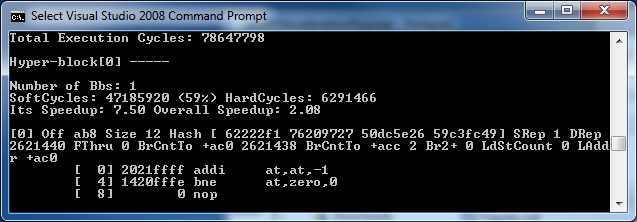 Select Visual Studio 2008 Command Prompt
Total Execution Cycles: 78647798
Hyper-block[0] -----
Number of Bbs: 1
SoftCycles: 47185920 (59%) HardCycles: 6291466
Its Speedup: 7.50 Overall Speedup: 2.08
[0] Off ab8 Size 12 Hash [ 62222f1 76209727 50dc5e26 59c3fc49] SRep 1 DRep
2621440 FThru 0 BrCntTo +ac0 2621438 BrCntTo +acc 2 Br2+ 0 LdStCount 0 LAdd
r +ac0
[ 0] 2021ffff addi at,at,-1
[ 4] 1420fffe bne at,zero,0
[ 8] 0 nop